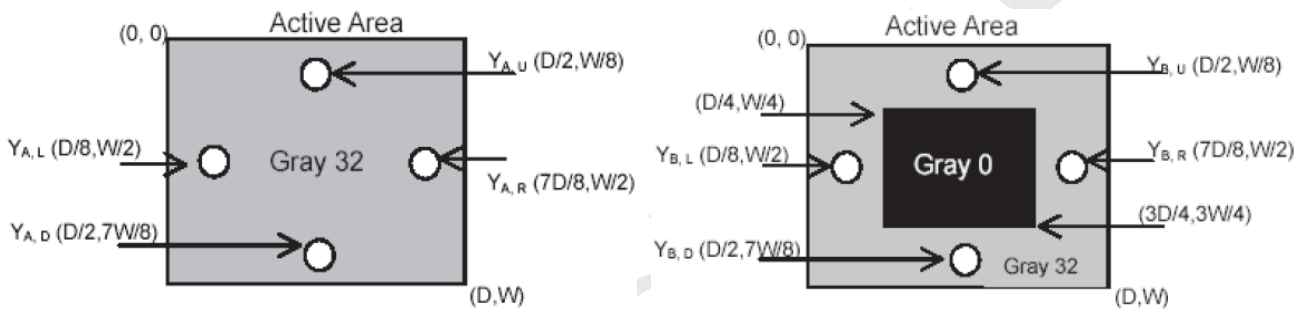 Active Area
(0, 0)
YA, U (D/2,W/8)
YA, L (D/8,W/2)
Gray 32
YA, R (7D/8,W/2)
YA, D (D/2,7W/8)
(D,W)
Active Area
(0, 0)
YB, U (D/2,W/8)
(D/4,W/4)
YB, L (D/8,W/2)
Gray 0
YB, R (7D/8,W/2)
(3D/4,3W/4)
YB, D (D/2,7W/8)
Gray 32
(D,W)